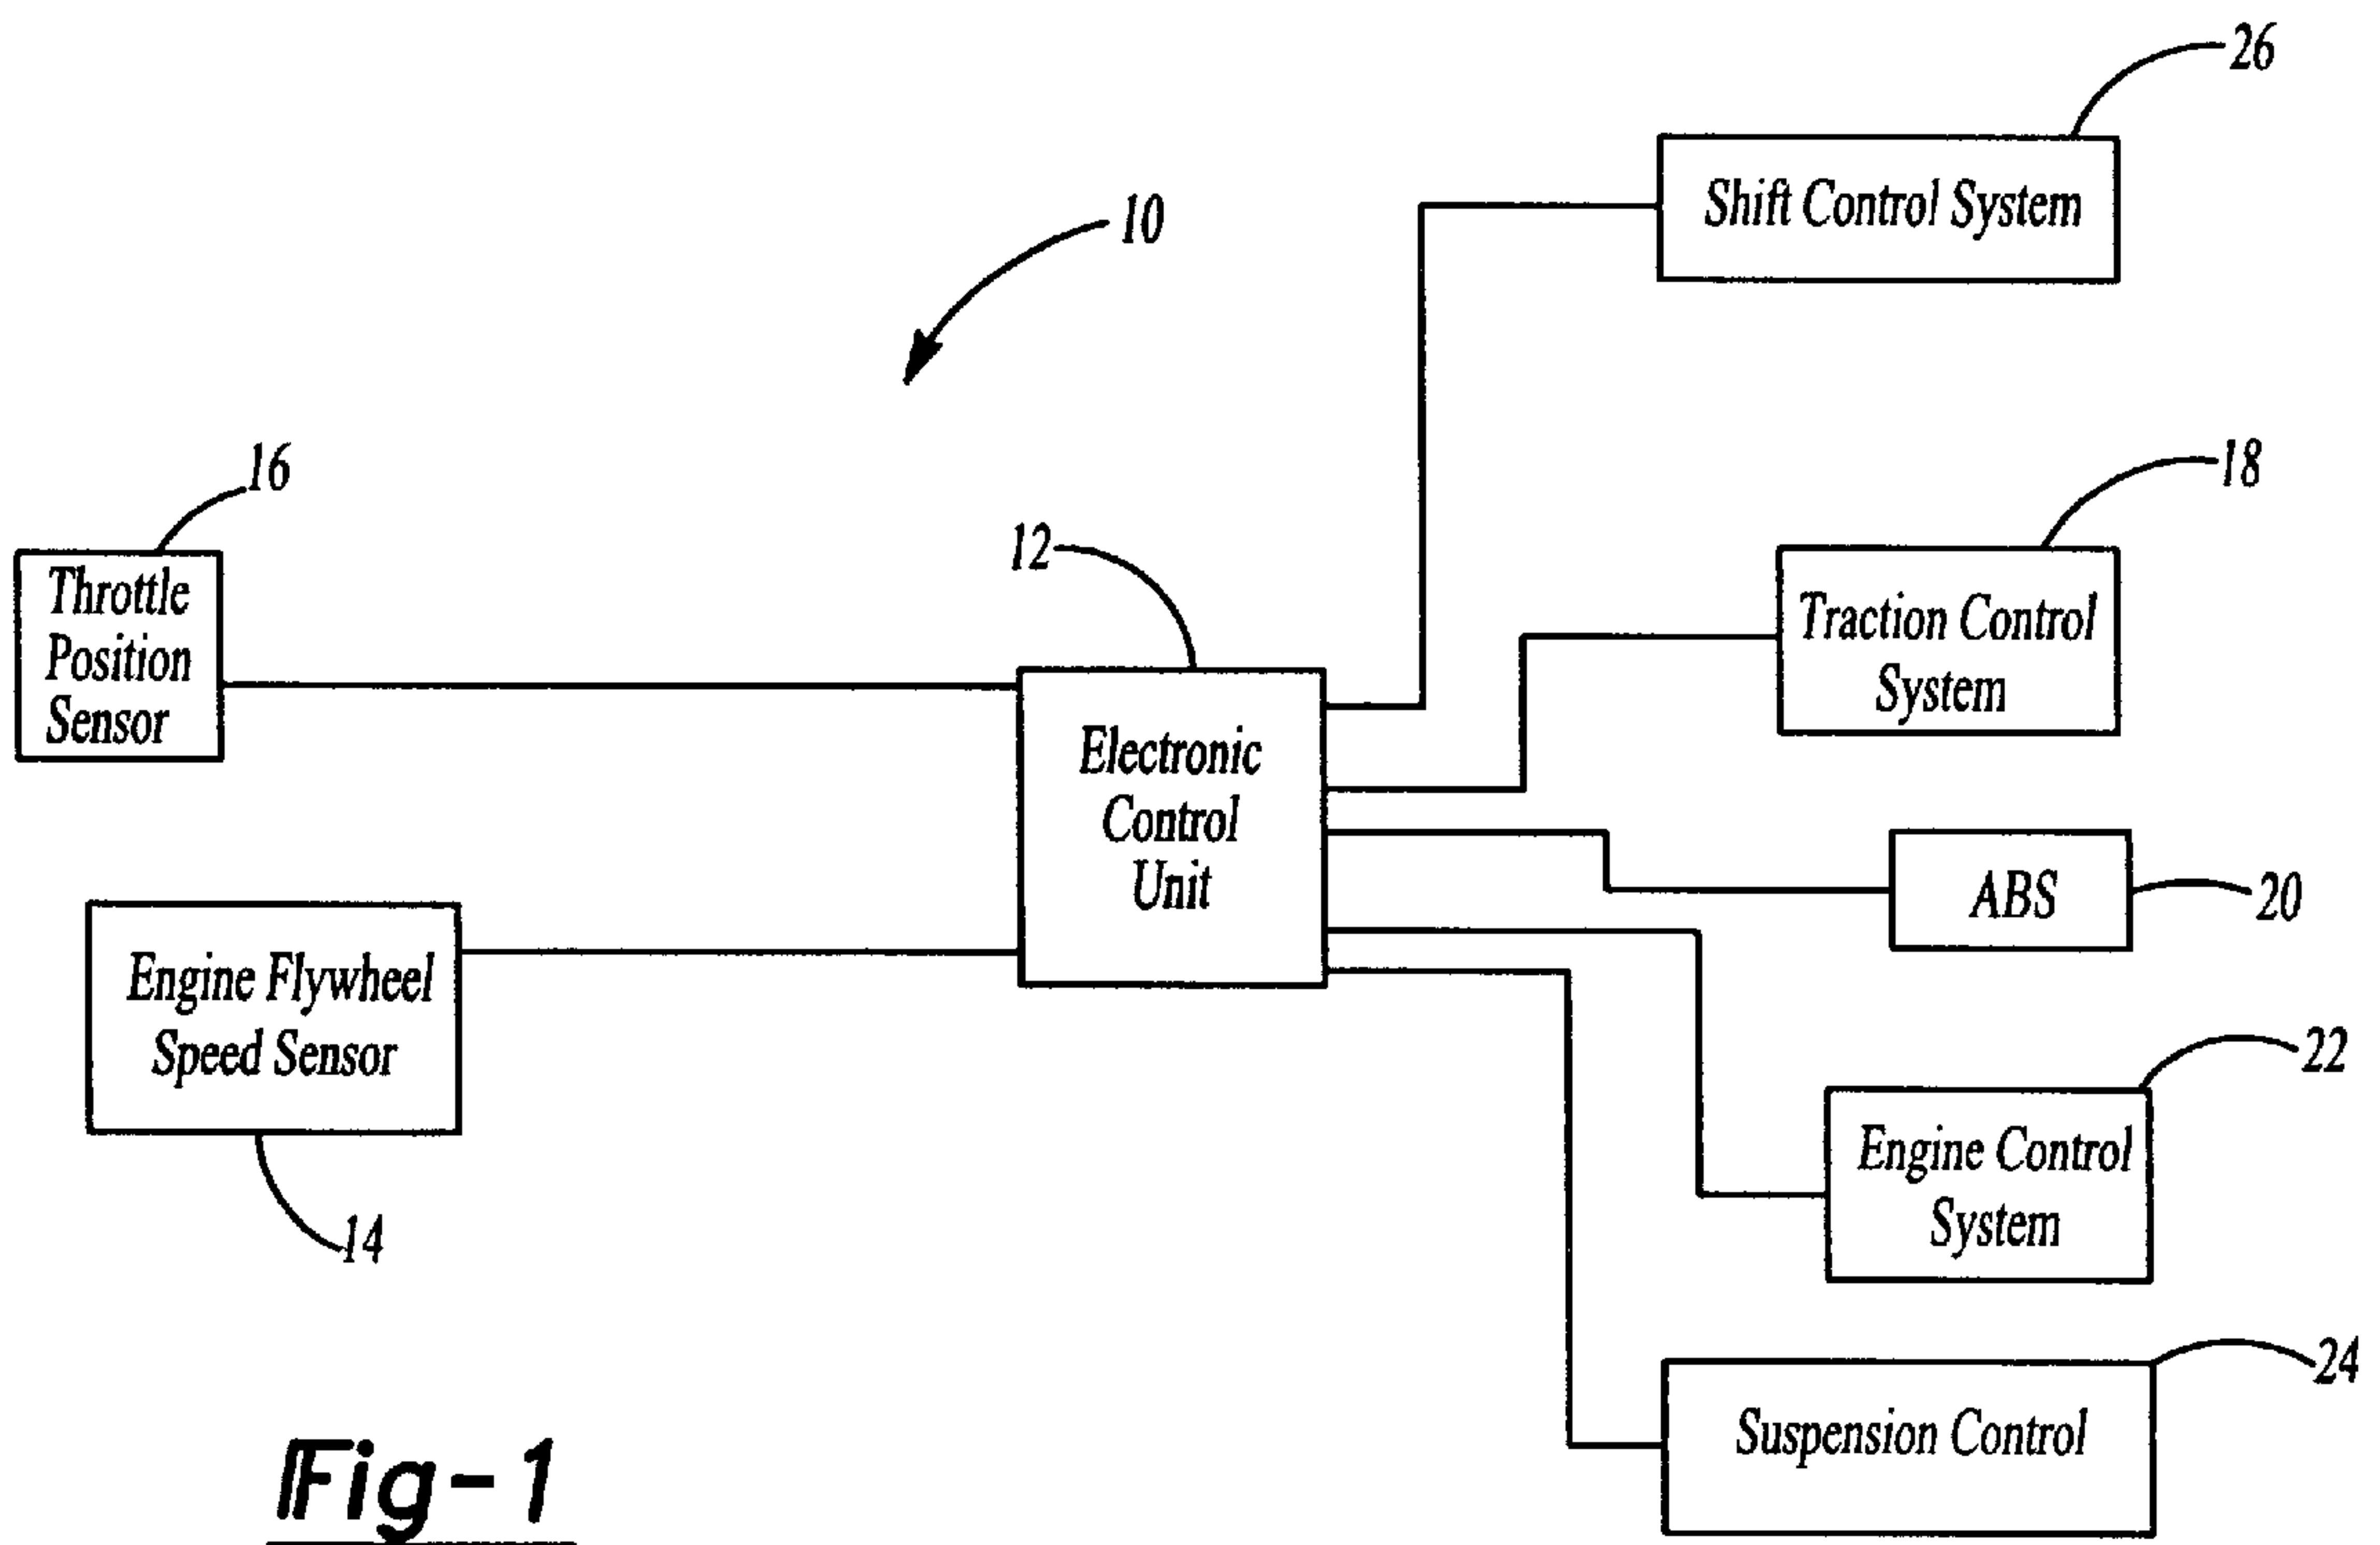 26
Shift Control System
10
18
16
12
Throttle
Position
Sensor
Traction Control
System
Electronic
Control
Unit
ABS
20
Engine Flywheel
Speed Sensor
14
22
Engine Control
System
24
Suspension Control
Fig-1